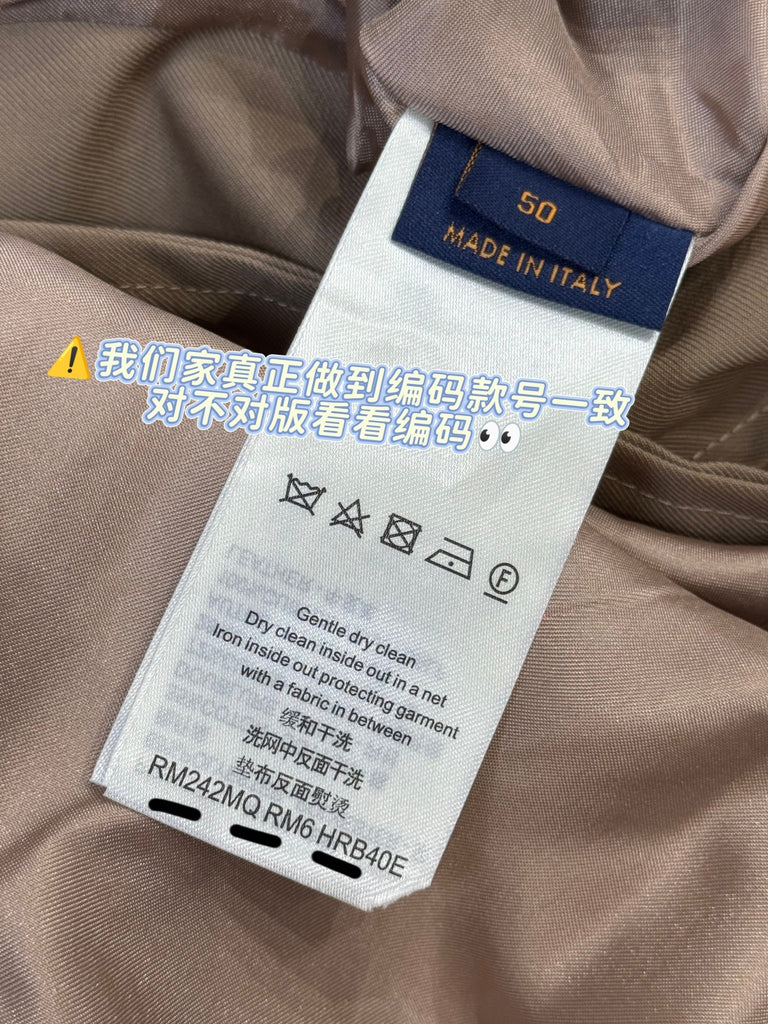 50
MADE IN ITALY
⚠️我们家真正做到编码款号一致
对不对版看看编码👀
F
Gentle dry clean
Dry clean inside out in a net
Iron inside out protecting garment
with a fabric in between
缓和干洗
洗网中反面干洗
垫布反面熨烫
RM242MQ RM6 HRB40E